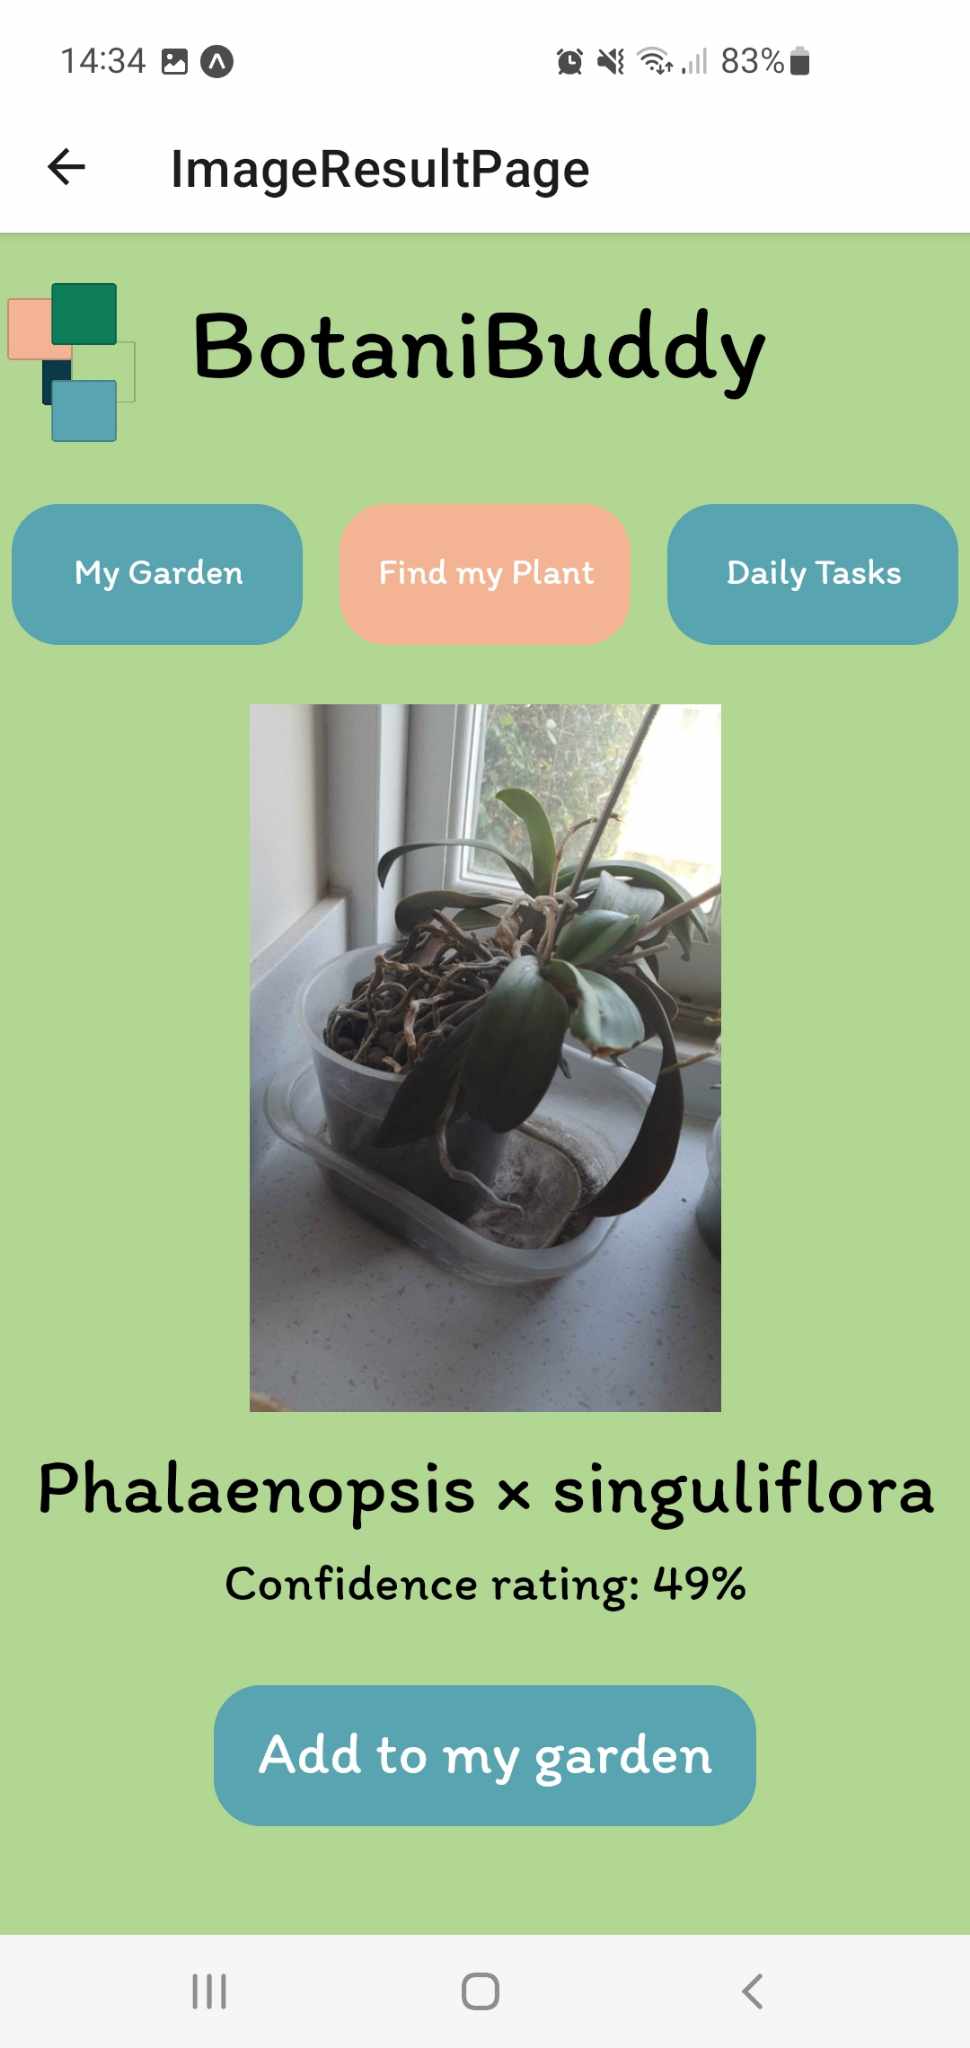 14:34 83%
ImageResultPage
BotaniBuddy
My Garden Find my Plant Daily Tasks
Phalaenopsis x singuliflora
Confidence rating: 49%
Add to my garden